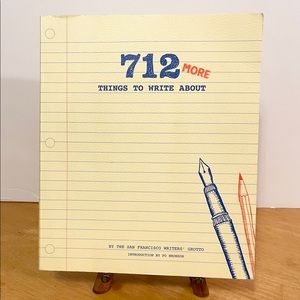 712 MORE
THINGS TO WRITE ABOUT
BY THE SAN FRANCISCO WRITERS' GROTTO
INTRODUCTION BY PO BRONSON